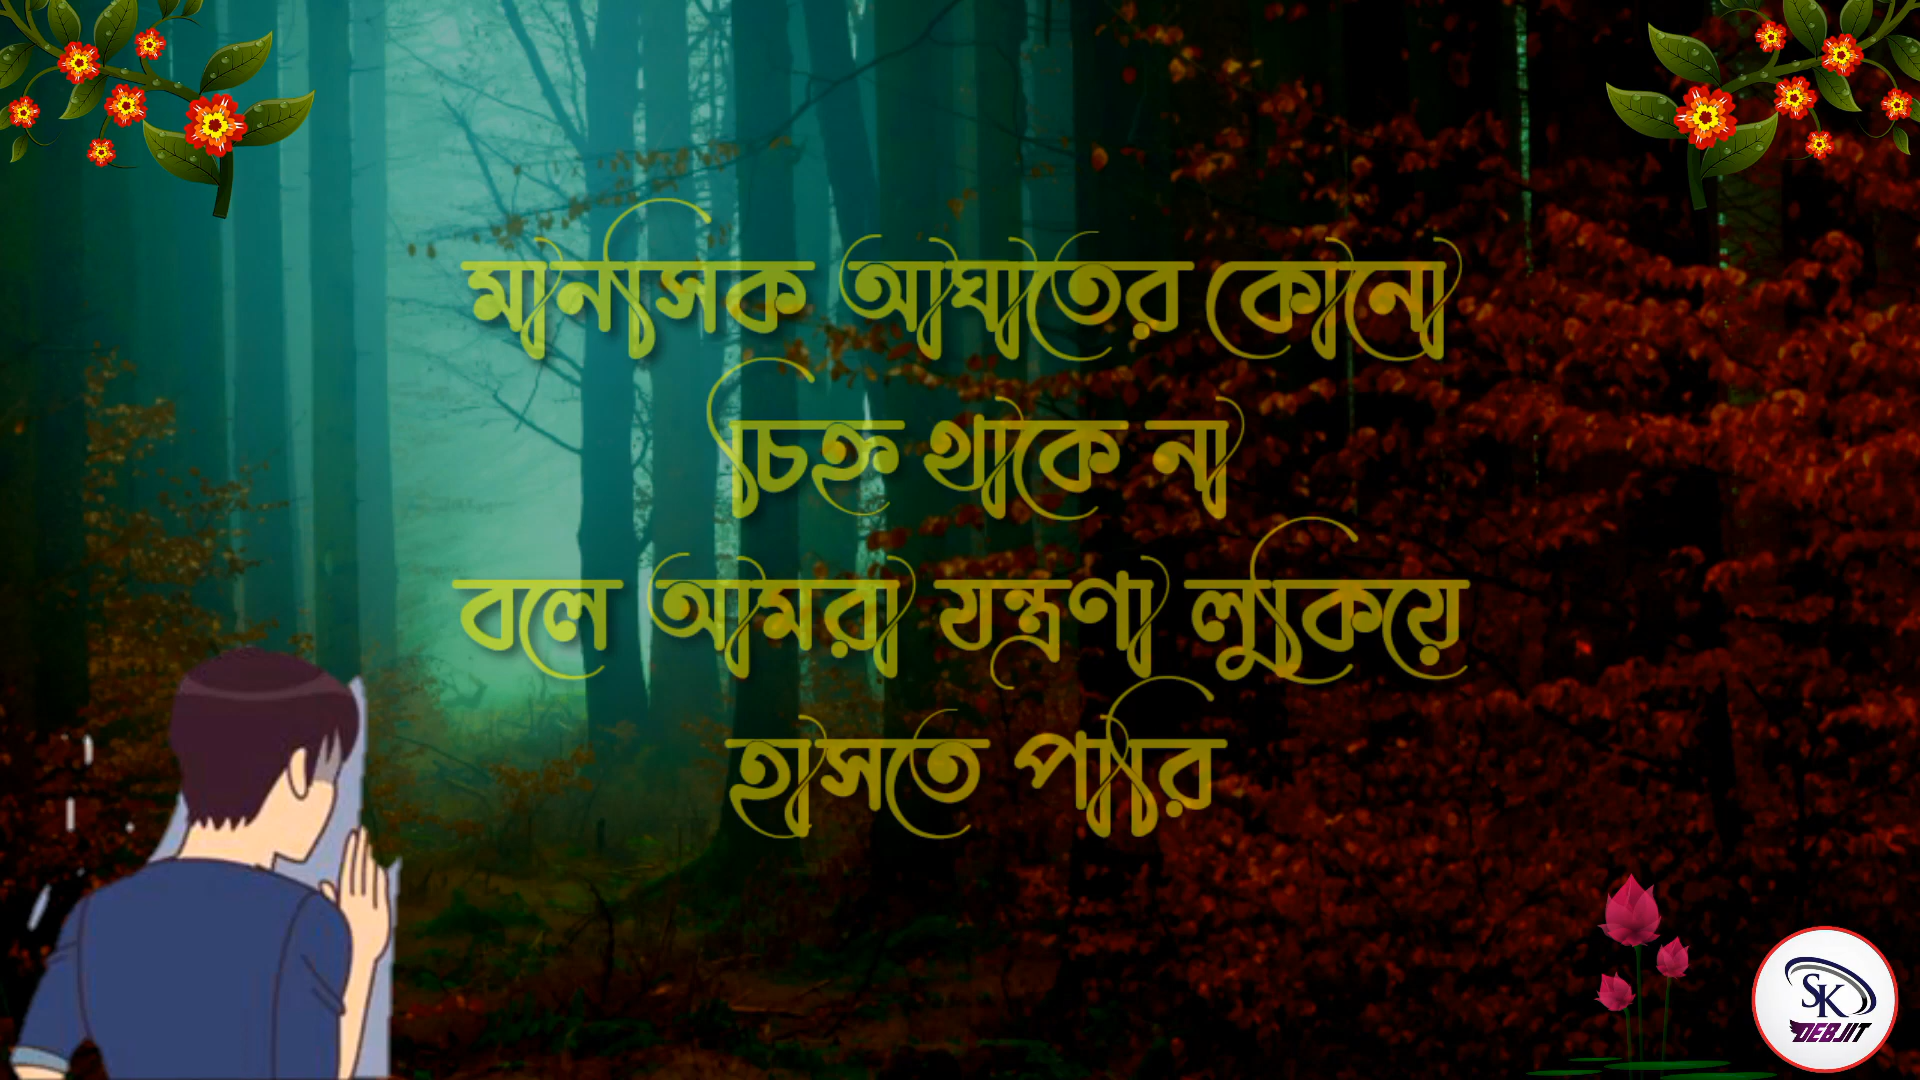 মানসিক আঘাতের কোনো
চিহ্ন থাকে না
বলে আমরা যন্ত্রণা লুকিয়ে
হাসতে পারি
SK
DEBJIT